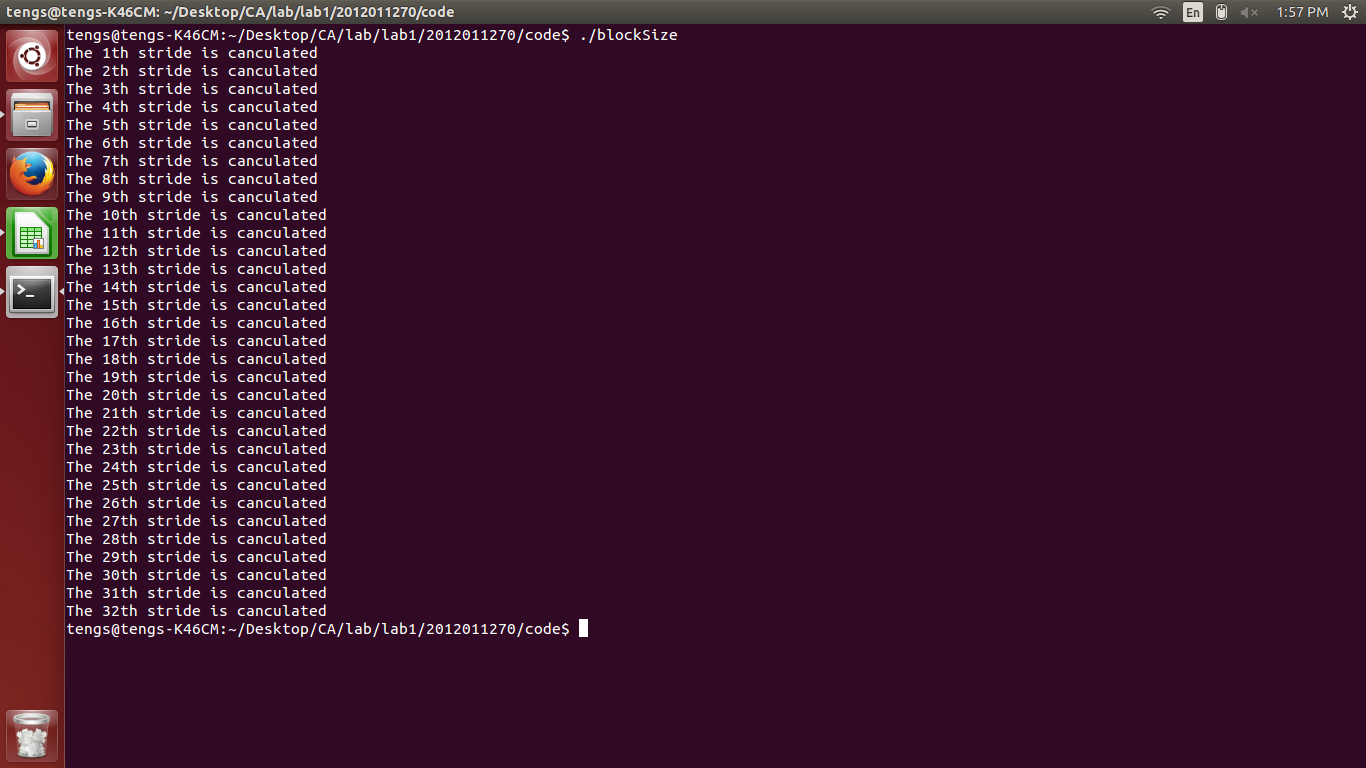 tengs@tengs-K46CM: ~/Desktop/CA/lab/lab1/2012011270/code
En
1:57 PM
tengs@tengs-K46CM:~/Desktop/CA/lab/lab1/2012011270/code$ ./blockSize
The 1th stride is canculated
The 2th stride is canculated
The 3th stride is canculated
The 4th stride is canculated
The 5th stride is canculated
The 6th stride is canculated
The 7th stride is canculated
The 8th stride is canculated
The 9th stride is canculated
The 10th stride is canculated
The 11th stride is canculated
The 12th stride is canculated
The 13th stride is canculated
The 14th stride is canculated
The 15th stride is canculated
The 16th stride is canculated
The 17th stride is canculated
The 18th stride is canculated
The 19th stride is canculated
The 20th stride is canculated
The 21th stride is canculated
The 22th stride is canculated
The 23th stride is canculated
The 24th stride is canculated
The 25th stride is canculated
The 26th stride is canculated
The 27th stride is canculated
The 28th stride is canculated
The 29th stride is canculated
The 30th stride is canculated
The 31th stride is canculated
The 32th stride is canculated
tengs@tengs-K46CM:~/Desktop/CA/lab/lab1/2012011270/code$